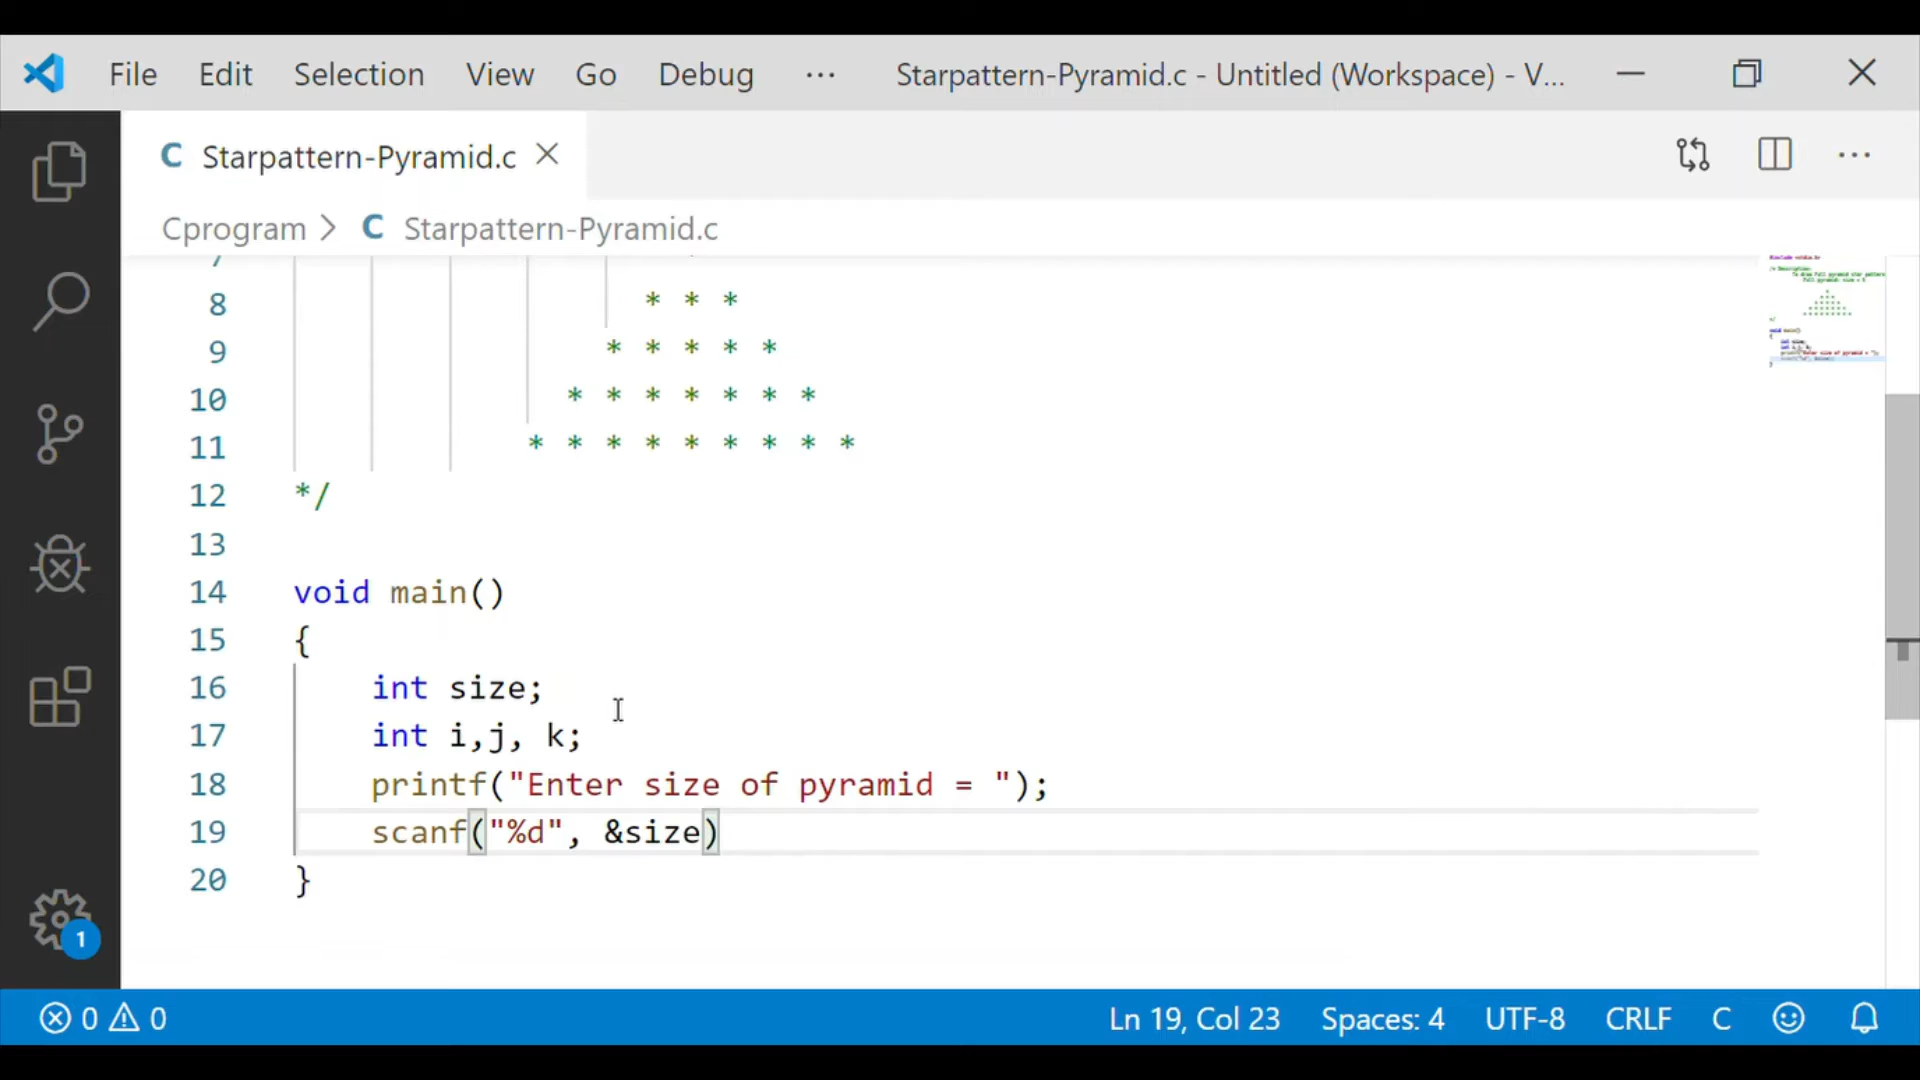 File Edit Selection View Go Debug ··· Starpattern-Pyramid.c - Untitled (Workspace) - V...
C Starpattern-Pyramid.c
Cprogram > C Starpattern-Pyramid.c
7
8 * * *
9 * * * * *
10 * * * * * * *
11 * * * * * * * * *
12 */
13
14 void main()
15 {
16 int size;
17 int i,j, k;
18 printf("Enter size of pyramid = ");
19 scanf("%d", &size)
20 }
1
0 0 Ln 19, Col 23 Spaces: 4 UTF-8 CRLF C